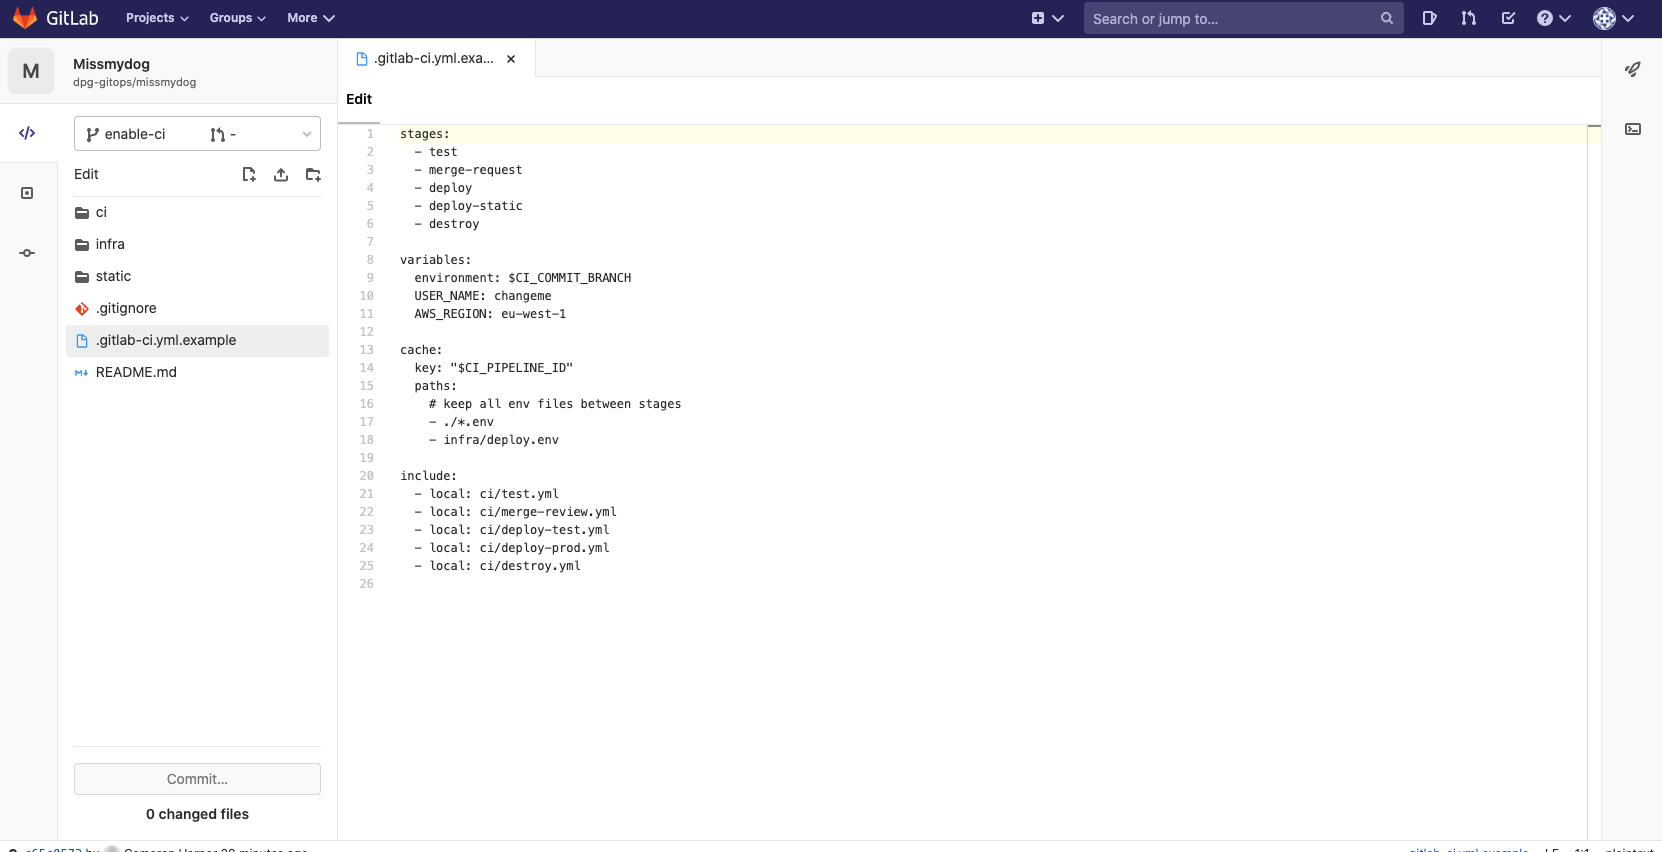 GitLab Projects Groups More Search or jump to...
M Missmydog
dpg-gitops/missmydog
.gitlab-ci.yml.exa...
enable-ci -
Edit
ci
infra
static
.gitignore
.gitlab-ci.yml.example
README.md
Commit...
0 changed files
Edit
1 stages:
2 - test
3 - merge-request
4 - deploy
5 - deploy-static
6 - destroy
7
8 variables:
9 environment: $CI_COMMIT_BRANCH
10 USER_NAME: changeme
11 AWS_REGION: eu-west-1
12
13 cache:
14 key: "$CI_PIPELINE_ID"
15 paths:
16 # keep all env files between stages
17 - ./*.env
18 - infra/deploy.env
19
20 include:
21 - local: ci/test.yml
22 - local: ci/merge-review.yml
23 - local: ci/deploy-test.yml
24 - local: ci/deploy-prod.yml
25 - local: ci/destroy.yml
26